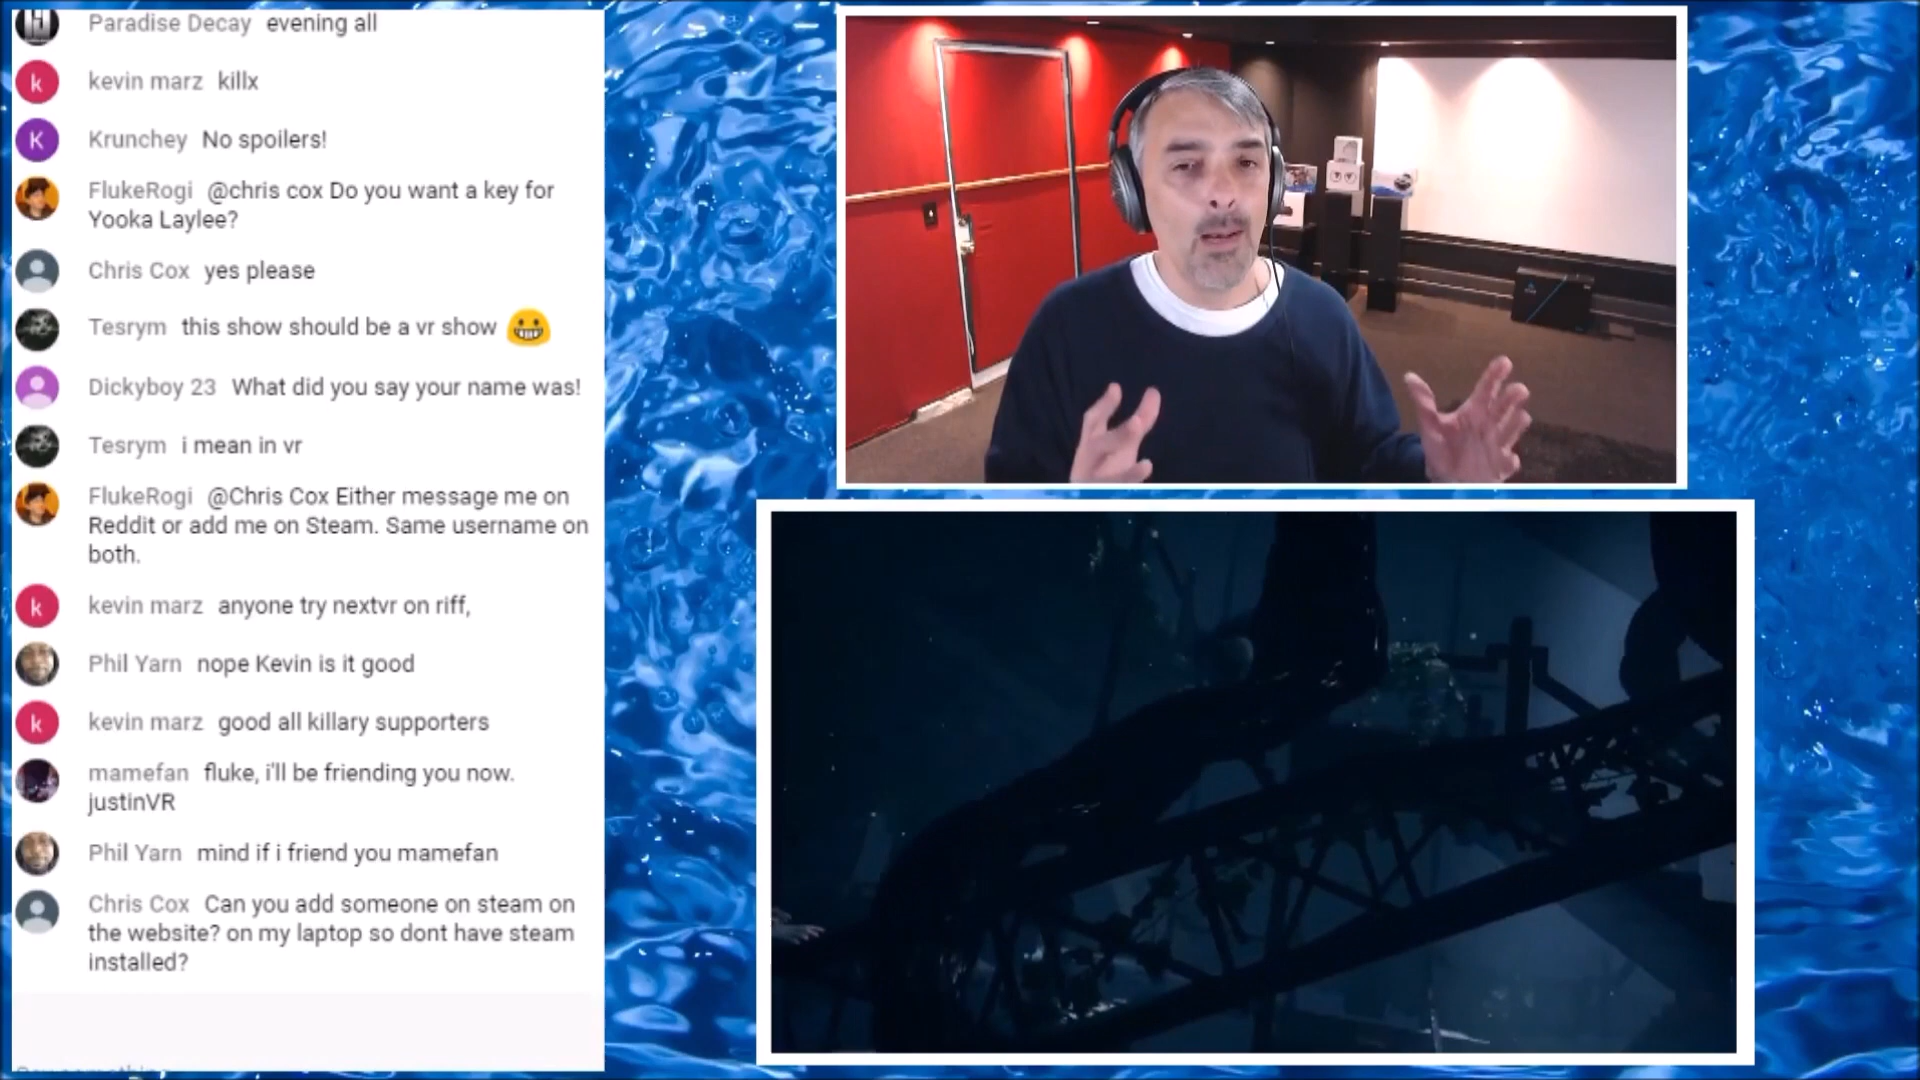 Paradise Decay evening all
kevin marz killx
Krunchey No spoilers!
FlukeRogi @chris cox Do you want a key for
Yooka Laylee?
Chris Cox yes please
Tesrym this show should be a vr show
Dickyboy 23 What did you say your name was!
Tesrym i mean in vr
FlukeRogi @Chris Cox Either message me on
Reddit or add me on Steam. Same username on
both.
kevin marz anyone try nextvr on riff,
Phil Yarn nope Kevin is it good
kevin marz good all killary supporters
mamefan fluke, i'll be friending you now.
justinVR
Phil Yarn mind if i friend you mamefan
Chris Cox Can you add someone on steam on
the website? on my laptop so dont have steam
installed?